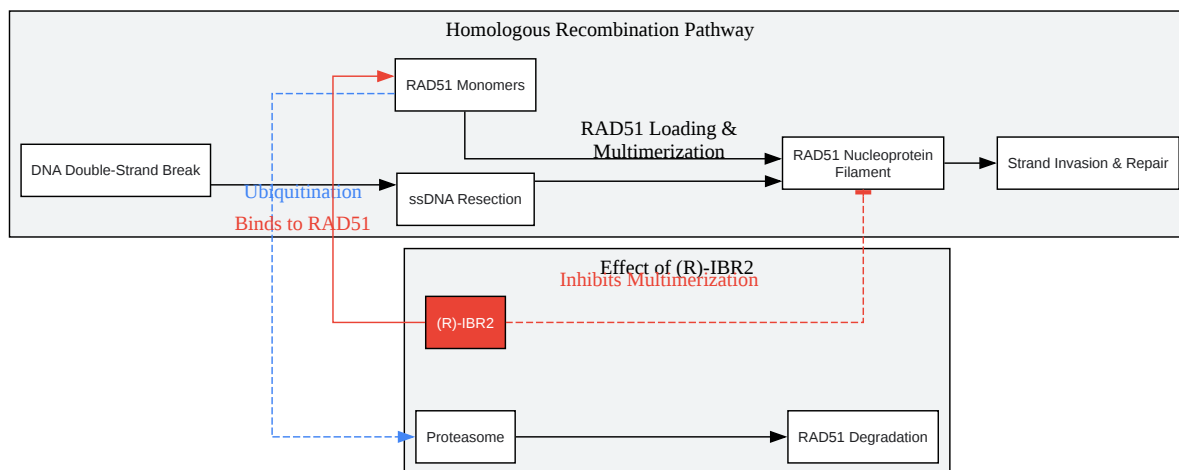 Homologous Recombination Pathway
RAD51 Monomers
RAD51 Loading &
Multimerization
DNA Double-Strand Break
RAD51 Nucleoprotein
Filament
Strand Invasion & Repair
Ubiquitination
ssDNA Resection
Binds to RAD51
Effect of (R)-IBR2
Inhibits Multimerization
(R)-IBR2
Proteasome
RAD51 Degradation